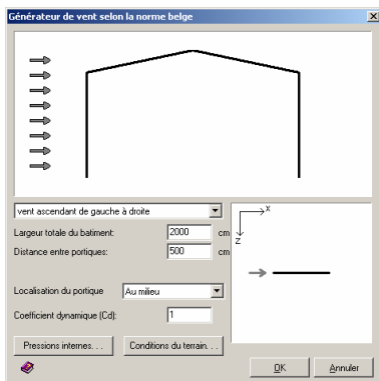 Générateur de vent selon la norme belge
vent ascendant de gauche à droite
Largeur totale du batiment: 2000 cm
Distance entre portiques: 500 cm
Localisation du portique Au milieu
Coefficient dynamique (Cd): 1
Pressions internes. . . Conditions du terrain. . .
X
Z
OK Annuler